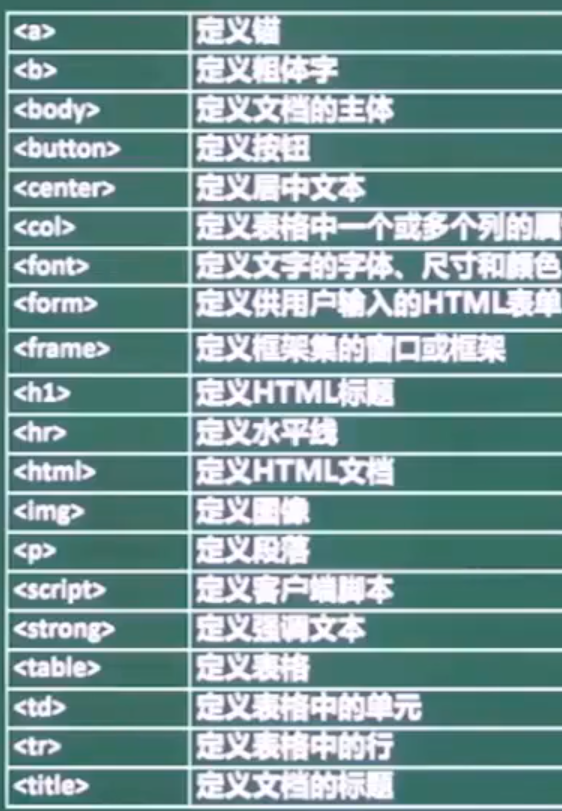 <a> 定义锚
<b> 定义粗体字
<body> 定义文档的主体
<button> 定义按钮
<center> 定义居中文本
<col> 定义表格中一个或多个列的属
<font> 定义文字的字体、尺寸和颜色
<form> 定义供用户输入的HTML表单
<frame> 定义框架集的窗口或框架
<h1> 定义HTML标题
<hr> 定义水平线
<html> 定义HTML文档
<img> 定义图像
<p> 定义段落
<script> 定义客户端脚本
<strong> 定义强调文本
<table> 定义表格
<td> 定义表格中的单元
<tr> 定义表格中的行
<title> 定义文档的标题